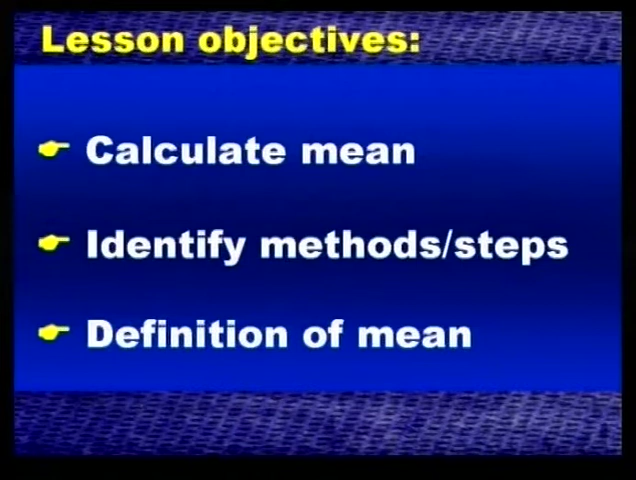 Lesson objectives:
Calculate mean
Identify methods/steps
Definition of mean